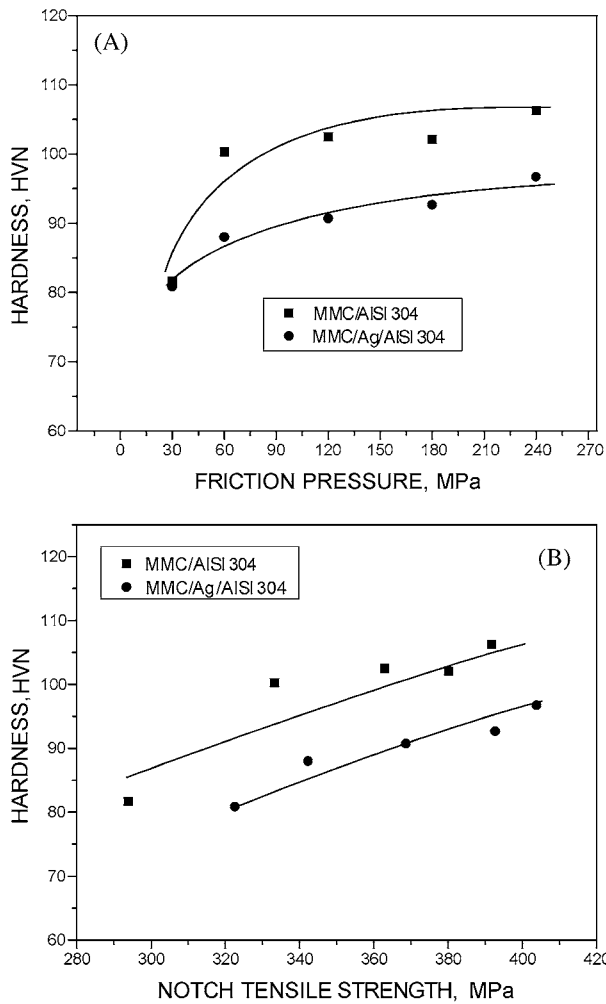 (A)
120
110
100
90
80
70
60
HARDNESS, HVN
MMC/AISI 304
MMC/Ag/AISI 304
0 30 60 90 120 150 180 210 240 270
FRICTION PRESSURE, MPa
(B)
120
110
100
90
80
70
60
HARDNESS,HVN
MMC/AISI 304
MMC/Ag/AISI 304
280 300 320 340 360 380 400 420
NOTCH TENSILE STRENGTH, MPa